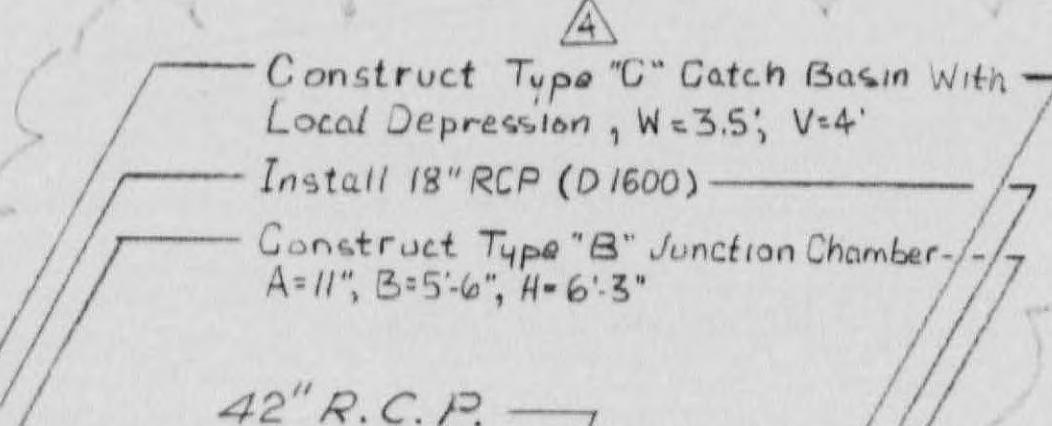 4
Construct Type "C" Catch Basin With
Local Depression, W=3.5', V=4'
Install 18" RCP (D1600)
Construct Type "B" Junction Chamber
A=11", B=5'-6", H=6'-3"
42" R.C.P.